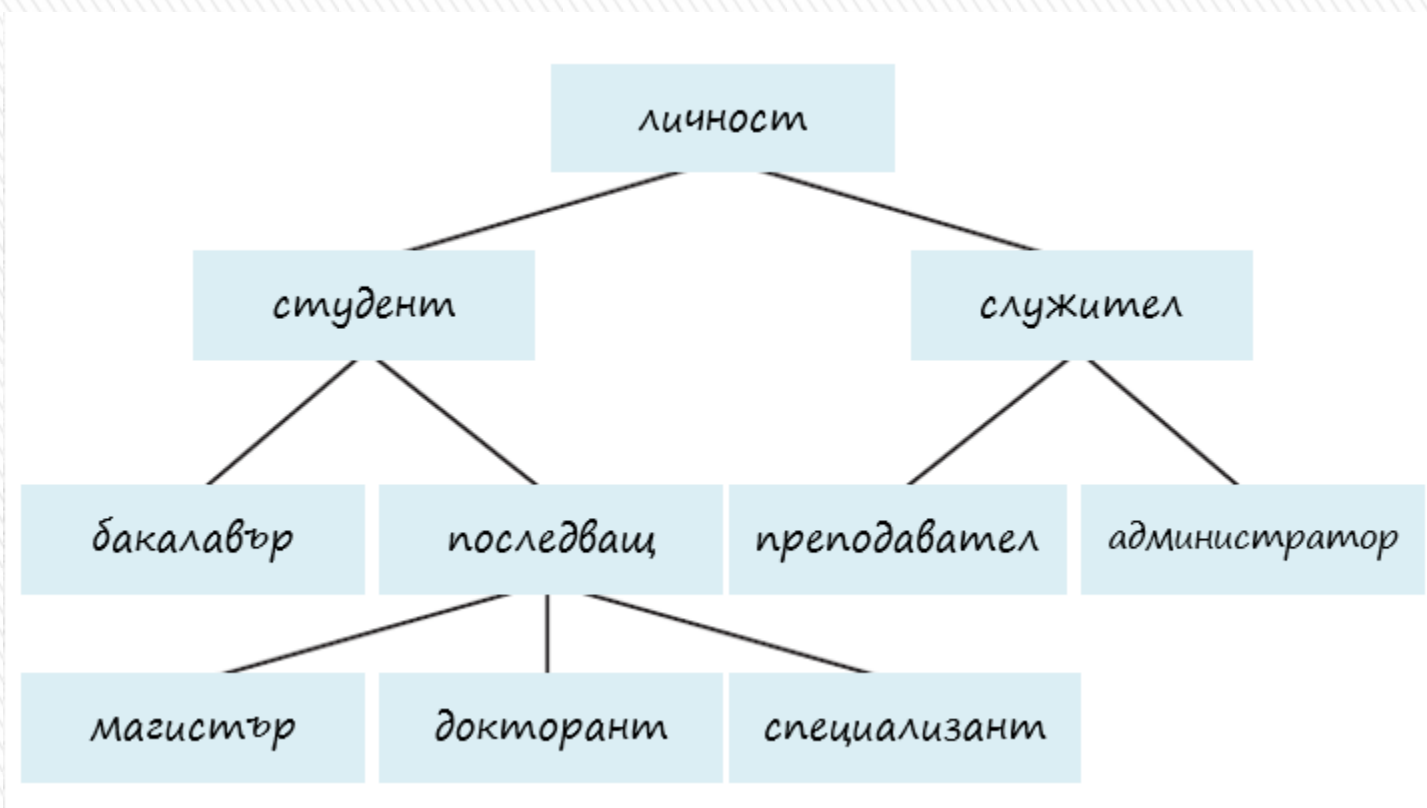 личност
студент
служител
бакалавър
последващ
преподавател
администратор
магистър
докторант
специализант